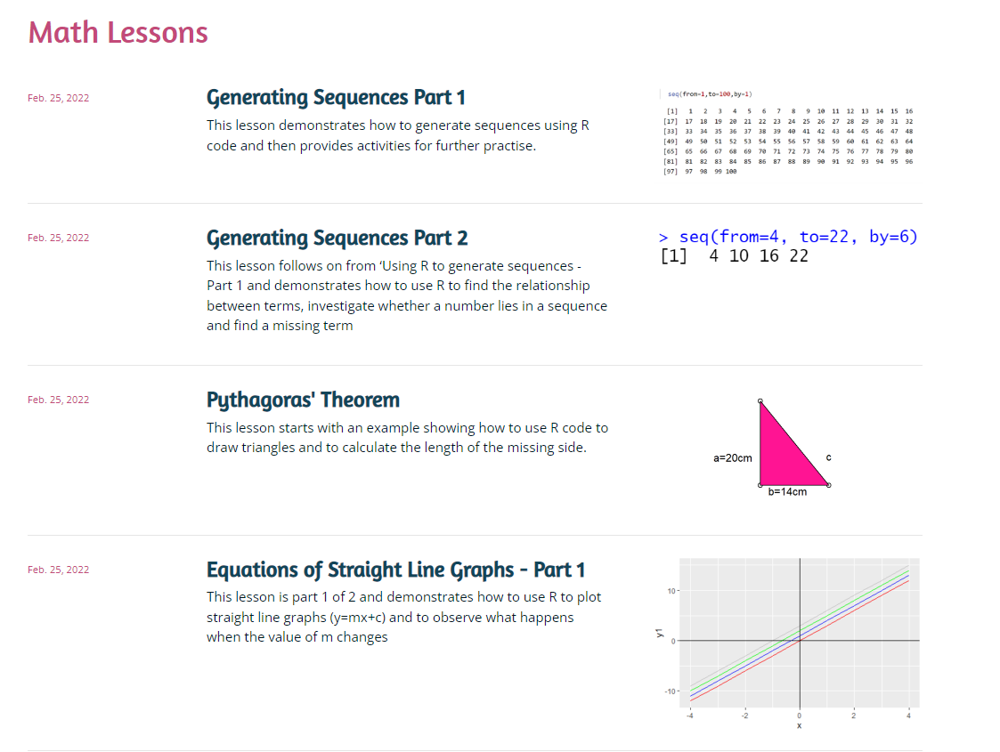 Math Lessons
Feb. 25, 2022
Generating Sequences Part 1
This lesson demonstrates how to generate sequences using R
code and then provides activities for further practise.
seq(from=1,to=100,by=1)
[1] 1 2 3 4 5 6 7 8 9 10 11 12 13 14 15 16
[17] 17 18 19 20 21 22 23 24 25 26 27 28 29 30 31 32
[33] 33 34 35 36 37 38 39 40 41 42 43 44 45 46 47 48
[49] 49 50 51 52 53 54 55 56 57 58 59 60 61 62 63 64
[65] 65 66 67 68 69 70 71 72 73 74 75 76 77 78 79 80
[81] 81 82 83 84 85 86 87 88 89 90 91 92 93 94 95 96
[97] 97 98 99 100
Feb. 25, 2022
Generating Sequences Part 2
This lesson follows on from ‘Using R to generate sequences -
Part 1 and demonstrates how to use R to find the relationship
between terms, investigate whether a number lies in a sequence
and find a missing term
> seq(from=4, to=22, by=6)
[1] 4 10 16 22
Feb. 25, 2022
Pythagoras' Theorem
This lesson starts with an example showing how to use R code to
draw triangles and to calculate the length of the missing side.
a=20cm
c
b=14cm
Feb. 25, 2022
Equations of Straight Line Graphs - Part 1
This lesson is part 1 of 2 and demonstrates how to use R to plot
straight line graphs (y=mx+c) and to observe what happens
when the value of m changes
10
y1
0
-10
-4 -2 0 2 4
x